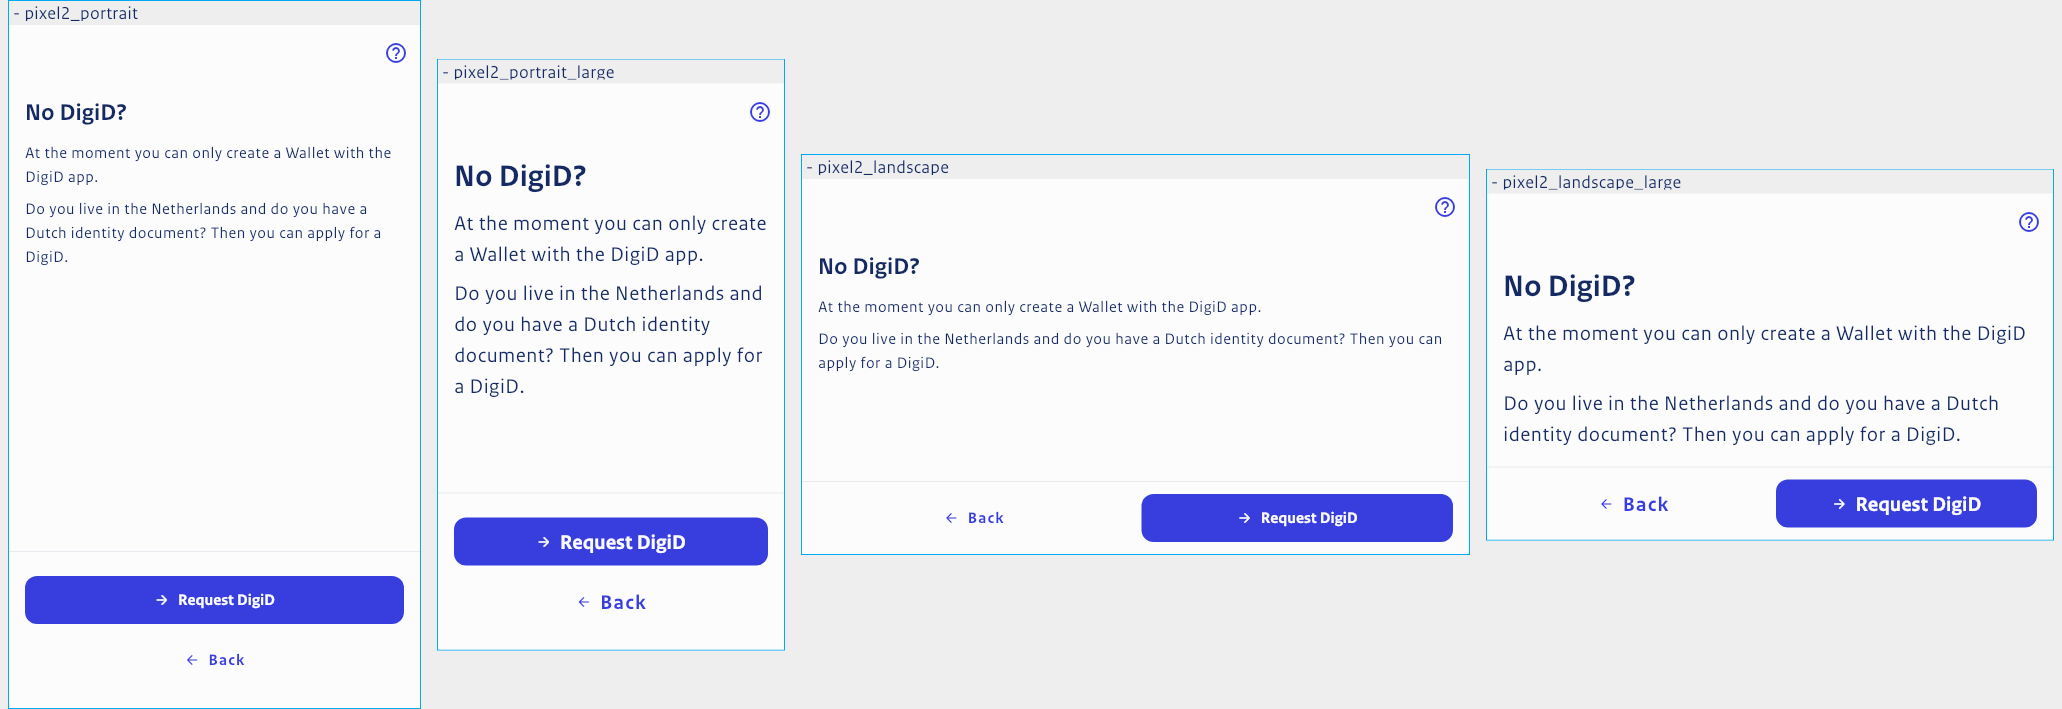 - pixel2_portrait
No DigiD?
At the moment you can only create a Wallet with the
DigiD app.
Do you live in the Netherlands and do you have a
Dutch identity document? Then you can apply for a
DigiD.
→ Request DigiD
← Back
- pixel2_portrait_large
No DigiD?
At the moment you can only create
a Wallet with the DigiD app.
Do you live in the Netherlands and
do you have a Dutch identity
document? Then you can apply for
a DigiD.
→ Request DigiD
← Back
- pixel2_landscape
No DigiD?
At the moment you can only create a Wallet with the DigiD app.
Do you live in the Netherlands and do you have a Dutch identity document? Then you can
apply for a DigiD.
← Back
→ Request DigiD
- pixel2_landscape_large
No DigiD?
At the moment you can only create a Wallet with the DigiD
app.
Do you live in the Netherlands and do you have a Dutch
identity document? Then you can apply for a DigiD.
← Back
→ Request DigiD